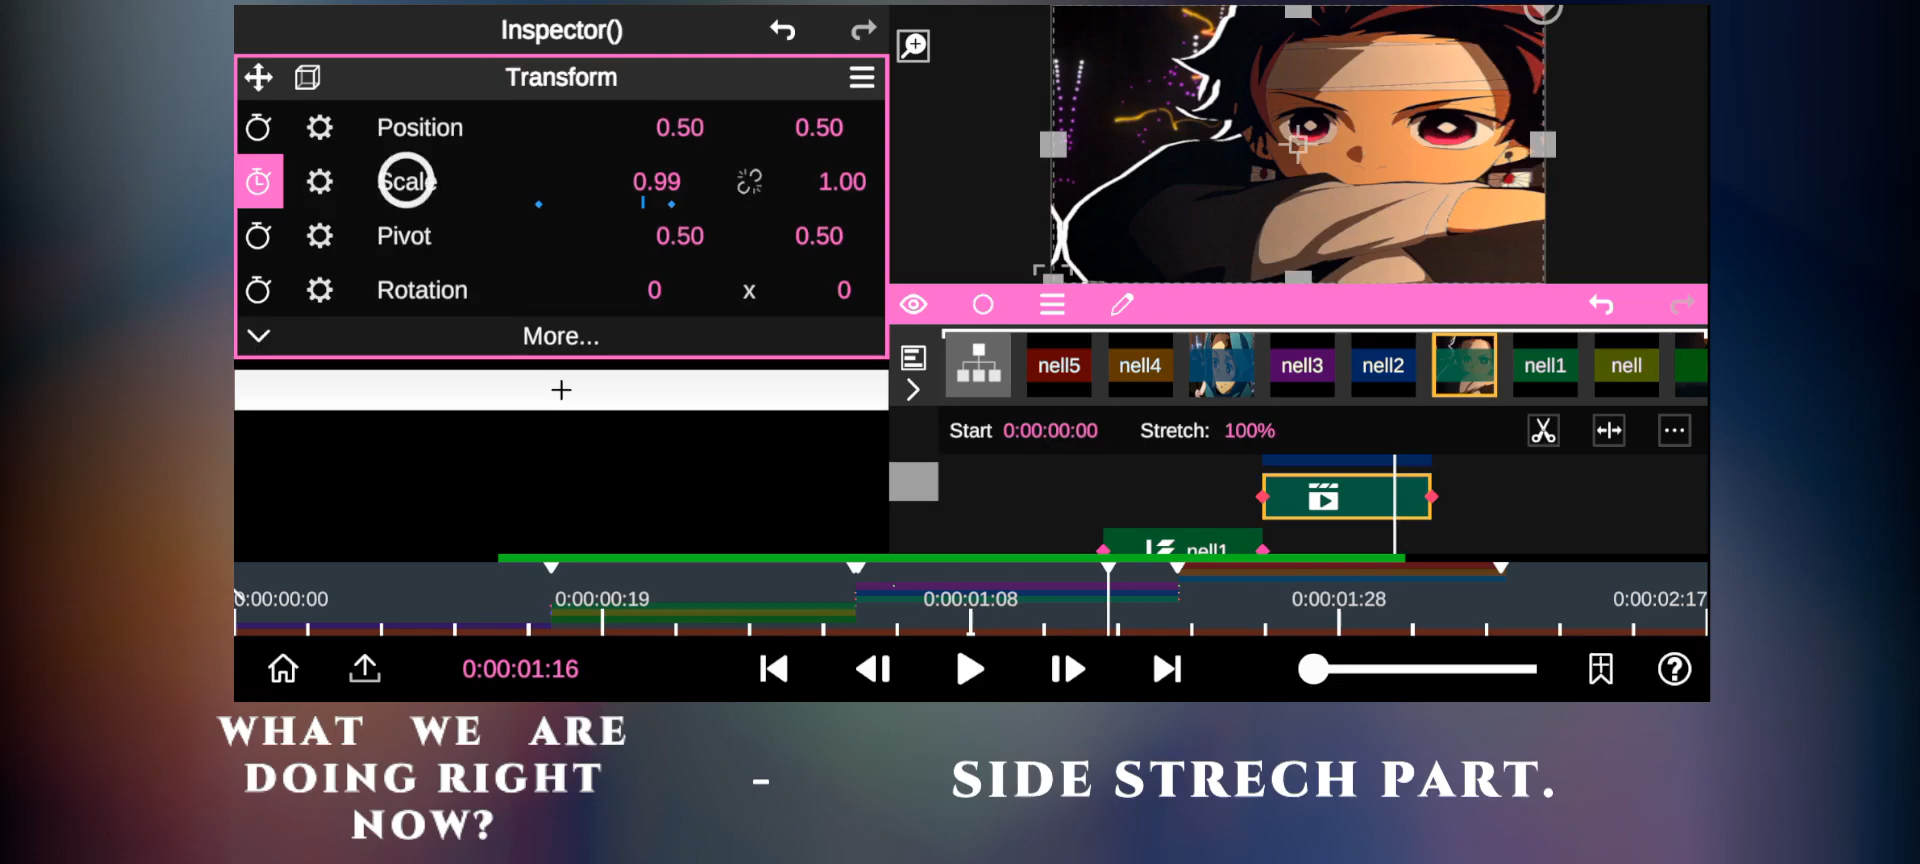 Inspector()
Transform
Position 0.50 0.50
Scale 0.99 1.00
Pivot 0.50 0.50
Rotation 0 x 0
More...
+
nell5 nell4 nell3 nell2 nell1 nell
Start 0:00:00:00 Stretch: 100%
nell1
0:00:00:00 0:00:00:19 0:00:01:08 0:00:01:28 0:00:02:17
0:00:01:16
WHAT WE ARE
DOING RIGHT
NOW?
- SIDE STRECH PART.